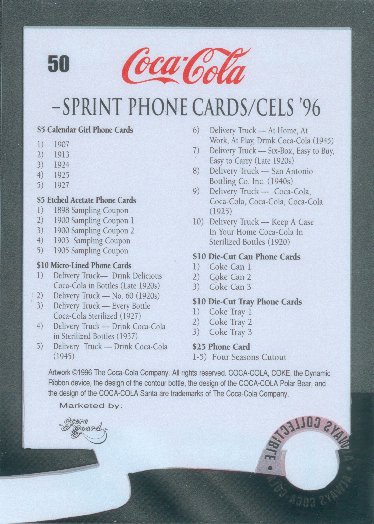 50
Coca-Cola
–SPRINT PHONE CARDS/CELS '96
$5 Calendar Girl Phone Cards
1) 1907
2) 1913
3) 1924
4) 1925
5) 1927
$5 Etched Acetate Phone Cards
1) 1898 Sampling Coupon
2) 1900 Sampling Coupon 1
3) 1900 Sampling Coupon 2
4) 1903 Sampling Coupon
5) 1905 Sampling Coupon
$10 Micro-Lined Phone Cards
1) Delivery Truck— Drink Delicious
Coca-Cola in Bottles (Late 1920s)
2) Delivery Truck — No. 60 (1920s)
3) Delivery Truck — Every Bottle
Coca-Cola Sterilized (1927)
4) Delivery Truck — Drink Coca-Cola
in Sterilized Bottles (1937)
5) Delivery Truck — Drink Coca-Cola
(1945)
6) Delivery Truck — At Home, At
Work, At Play, Drink Coca-Cola (1935)
7) Delivery Truck — Six-Box, Easy to Buy,
Easy to Carry (Late 1920s)
8) Delivery Truck — San Antonio
Bottling Co. Inc. (1940s)
9) Delivery Truck — Coca-Cola,
Coca-Cola, Coca-Cola, Coca-Cola
(1925)
10) Delivery Truck — Keep A Case
In Your Home Coca-Cola In
Sterilized Bottles (1920)
$10 Die-Cut Can Phone Cards
1) Coke Can 1
2) Coke Can 2
3) Coke Can 3
$10 Die-Cut Tray Phone Cards
1) Coke Tray 1
2) Coke Tray 2
3) Coke Tray 3
$25 Phone Card
1-5) Four Seasons Cutout
Artwork ©1996 The Coca-Cola Company. All rights reserved. COCA-COLA, COKE, the Dynamic
Ribbon device, the design of the contour bottle, the design of the COCA-COLA Polar Bear, and
the design of the COCA-COLA Santa are trademarks of The Coca-Cola Company.
Marketed by:
Score Board